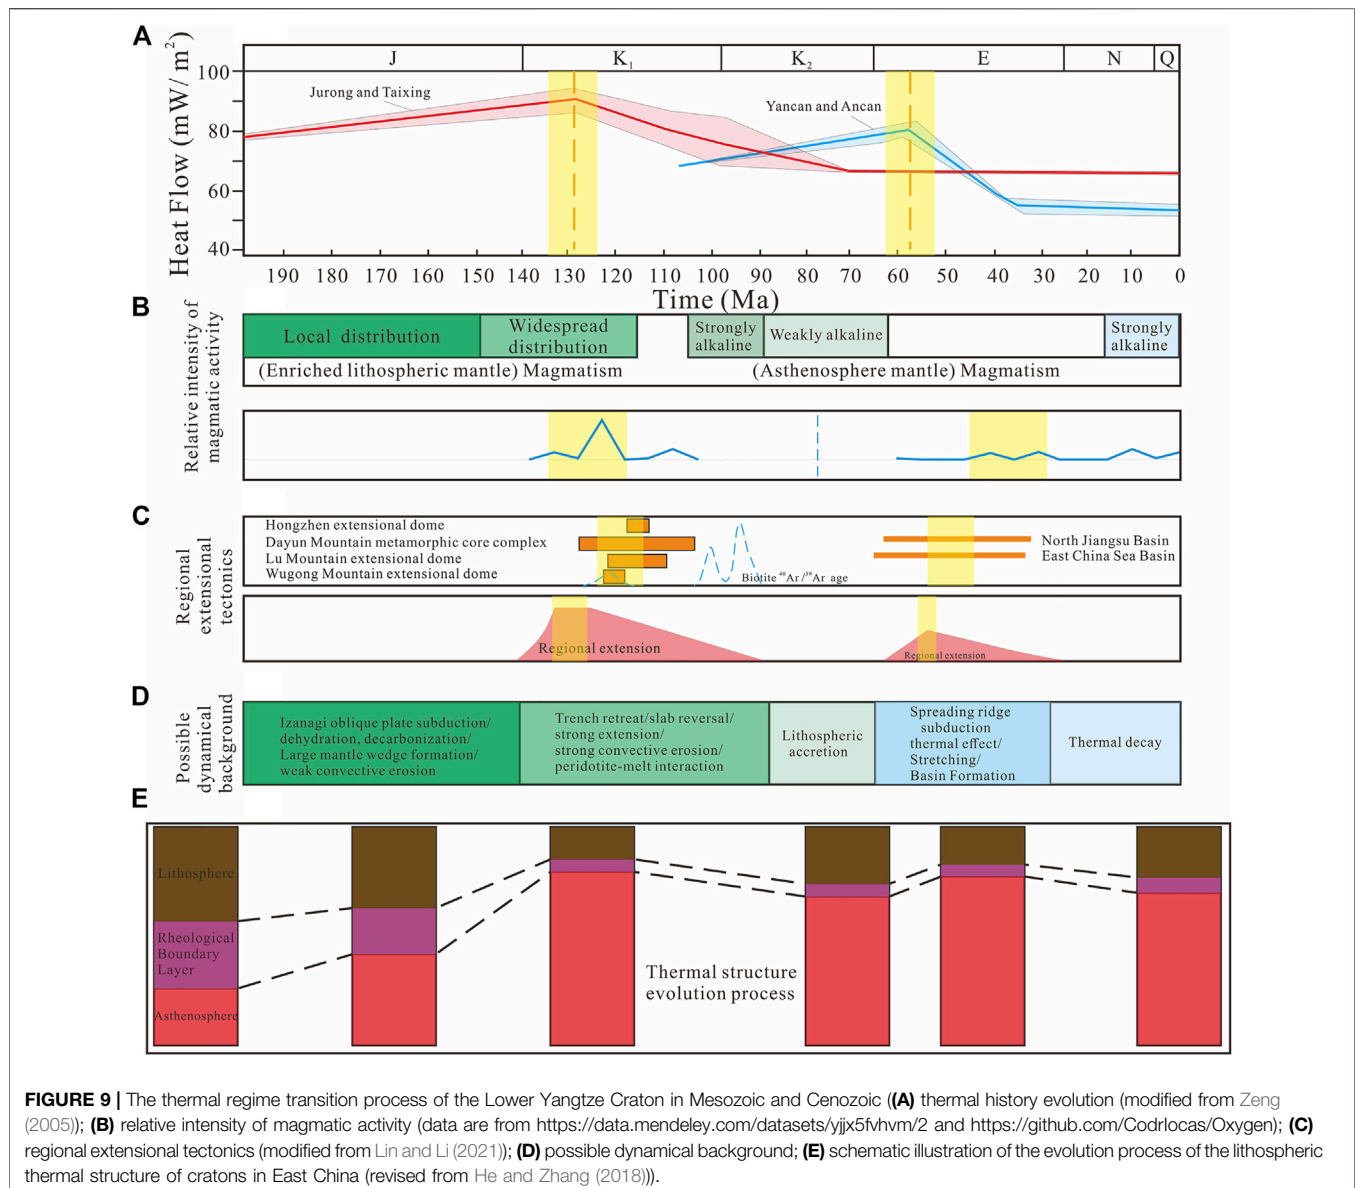 A
J
K1
K2
E
N
Q
Heat Flow (mW/ m2)
100
80
60
40
Jurong and Taixing
Yancan and Ancan
190 180 170 160 150 140 130 120 110 100 90 80 70 60 50 40 30 20 10 0
Time (Ma)
B
Relative intensity of
magmatic activity
Local distribution
Widespread
distribution
Strongly
alkaline
Weakly alkaline
Strongly
alkaline
(Enriched lithospheric mantle) Magmatism
(Asthenosphere mantle) Magmatism
C
Regional
extensional
tectonics
Hongzhen extensional dome
Dayun Mountain metamorphic core complex
Lu Mountain extensional dome
Wugong Mountain extensional dome
Biotite 40Ar /39Ar age
North Jiangsu Basin
East China Sea Basin
Regional extension
Regional extension
D
Possible
dynamical
background
Izanagi oblique plate subduction/
dehydration, decarbonization/
Large mantle wedge formation/
weak convective erosion
Trench retreat/slab reversal/
strong extension/
strong convective erosion/
peridotite-melt interaction
Lithospheric
accretion
Spreading ridge
subduction
thermal effect/
Stretching/
Basin Formation
Thermal decay
E
Lithosphere
Rheological
Boundary
Layer
Asthenosphere
Thermal structure
evolution process
FIGURE 9 | The thermal regime transition process of the Lower Yangtze Craton in Mesozoic and Cenozoic ((A) thermal history evolution (modified from Zeng
(2005)); (B) relative intensity of magmatic activity (data are from https://data.mendeley.com/datasets/yjjx5fvhvm/2 and https://github.com/Codrlocas/Oxygen); (C)
regional extensional tectonics (modified from Lin and Li (2021)); (D) possible dynamical background; (E) schematic illustration of the evolution process of the lithospheric
thermal structure of cratons in East China (revised from He and Zhang (2018))).